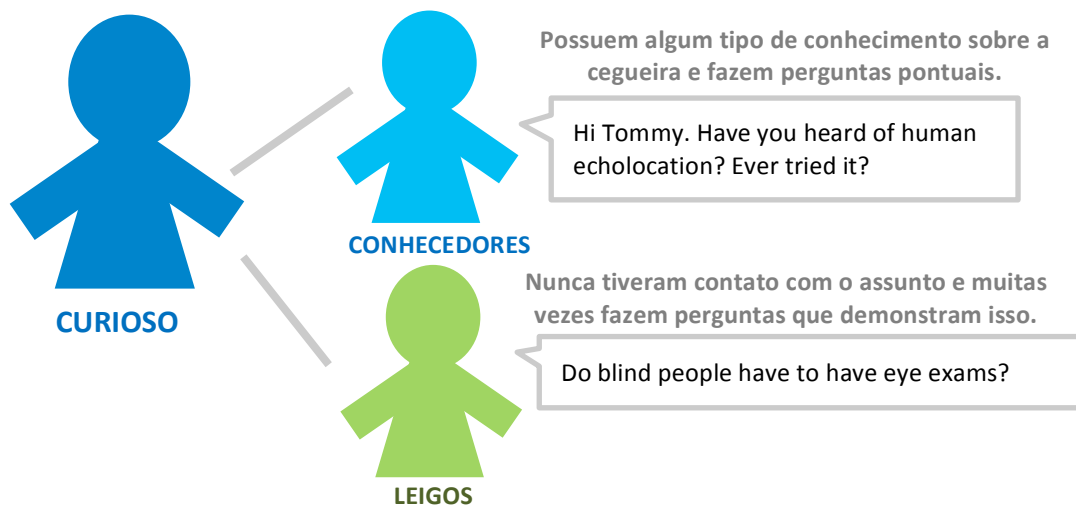 Possuem algum tipo de conhecimento sobre a
cegueira e fazem perguntas pontuais.
Hi Tommy. Have you heard of human
echolocation? Ever tried it?
CONHECEDORES
CURIOSO
Nunca tiveram contato com o assunto e muitas
vezes fazem perguntas que demonstram isso.
Do blind people have to have eye exams?
LEIGOS